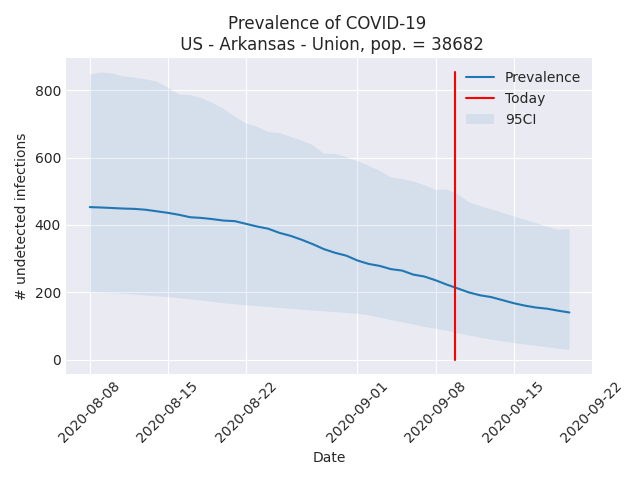 Prevalence of COVID-19
US - Arkansas - Union, pop. = 38682
# undetected infections
800
600
400
200
0
Prevalence
Today
95CI
2020-08-08
2020-08-15
2020-08-22
2020-09-01
2020-09-08
2020-09-15
2020-09-22
Date